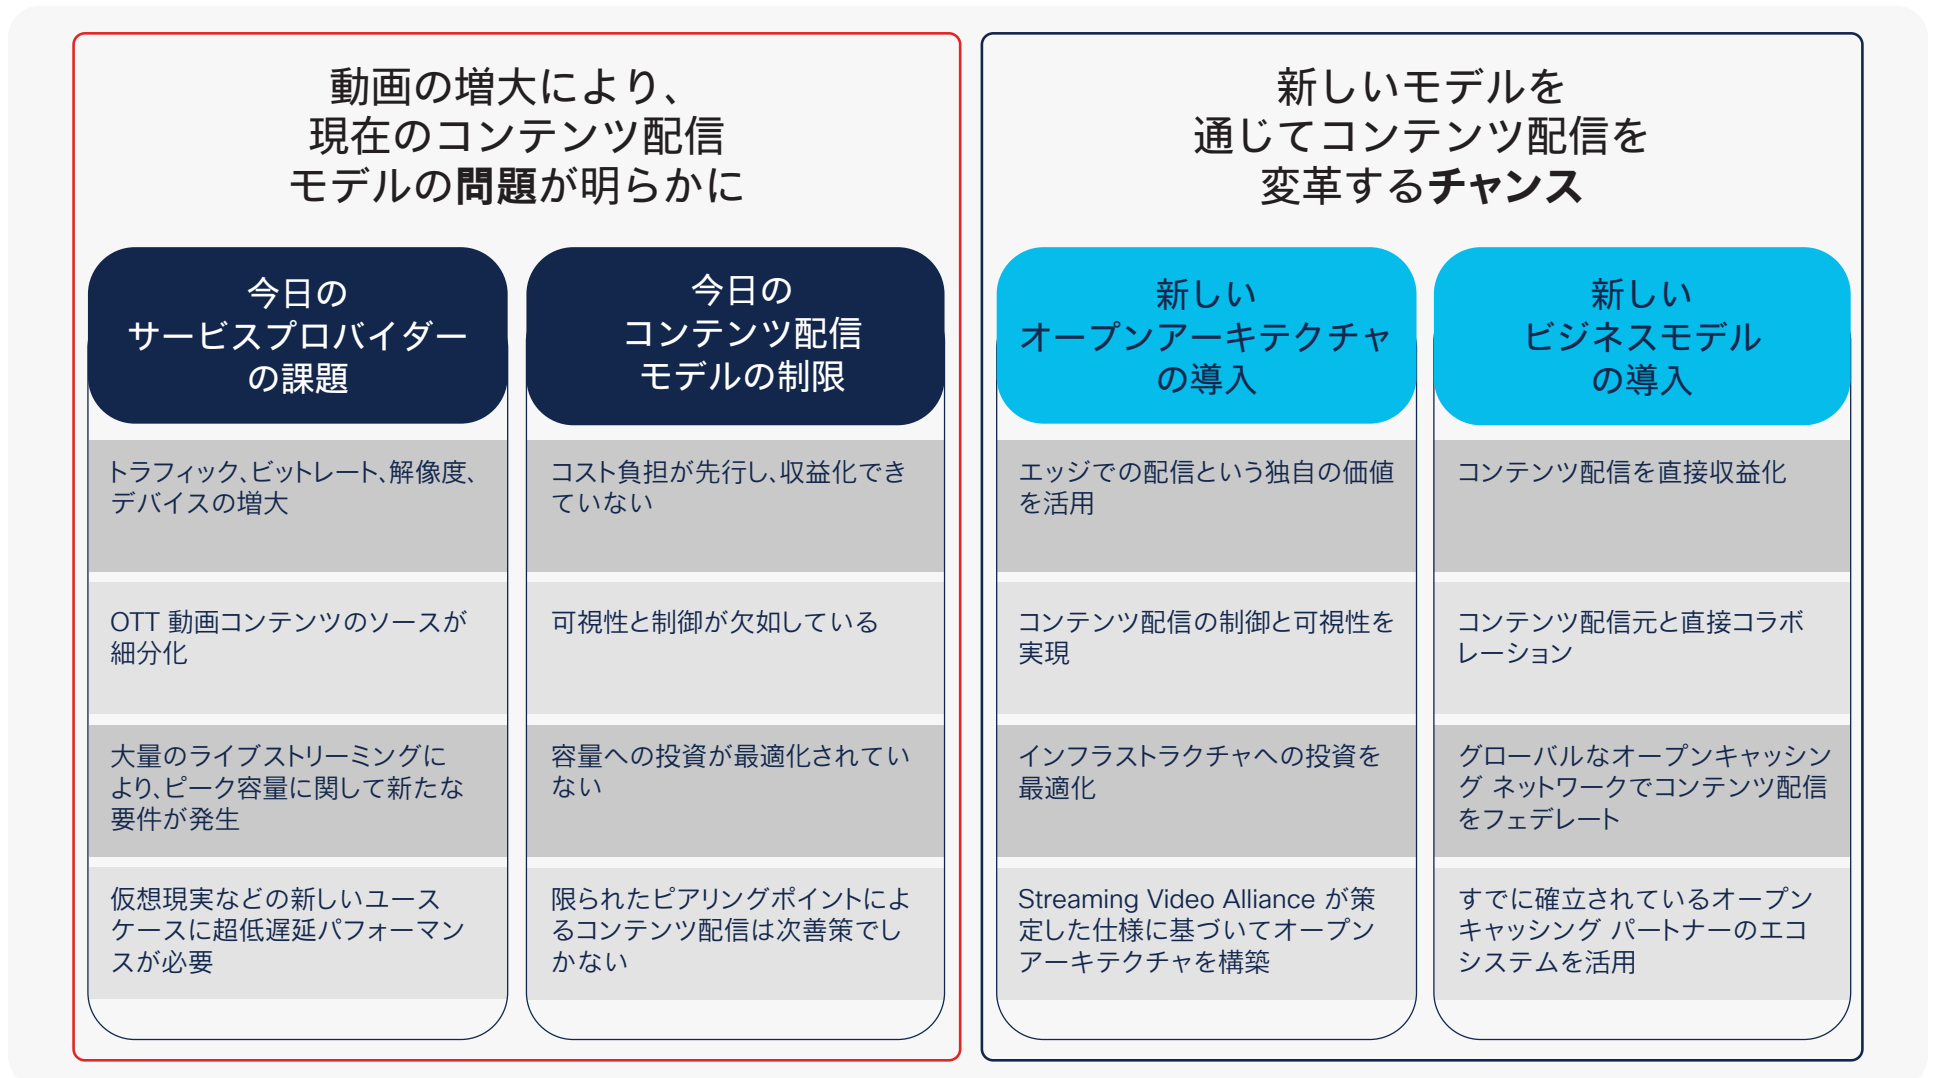 動画の増大により、
現在のコンテンツ配信
モデルの問題が明らかに
今日の
サービスプロバイダー
の課題
トラフィック、ビットレート、解像度、
デバイスの増大
OTT 動画コンテンツのソースが
細分化
大量のライブストリーミングに
より、ピーク容量に関して新たな
要件が発生
仮想現実などの新しいユース
ケースに超低遅延パフォーマン
スが必要
今日の
コンテンツ配信
モデルの制限
コスト負担が先行し、収益化でき
ていない
可視性と制御が欠如している
容量への投資が最適化されてい
ない
限られたピアリングポイントによ
るコンテンツ配信は次善策でし
かない
新しいモデルを
通じてコンテンツ配信を
変革するチャンス
新しい
オープンアーキテクチャ
の導入
エッジでの配信という独自の価値
を活用
コンテンツ配信の制御と可視性を
実現
インフラストラクチャへの投資を
最適化
Streaming Video Alliance が策
定した仕様に基づいてオープン
アーキテクチャを構築
新しい
ビジネスモデル
の導入
コンテンツ配信を直接収益化
コンテンツ配信元と直接コラボ
レーション
グローバルなオープンキャッシン
グ ネットワークでコンテンツ配信
をフェデレート
すでに確立されているオープン
キャッシング パートナーのエコ
システムを活用